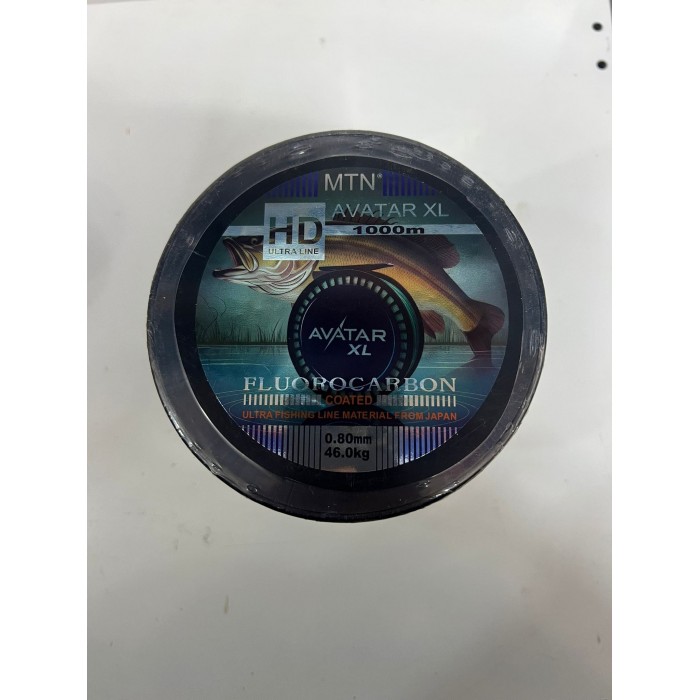 MTN®
AVATAR XL
HD
ULTRA LINE
1000m
AVATAR
XL
FLUOROCARBON
COATED
ULTRA FISHING LINE MATERIAL FROM JAPAN
0.80mm
46.0kg